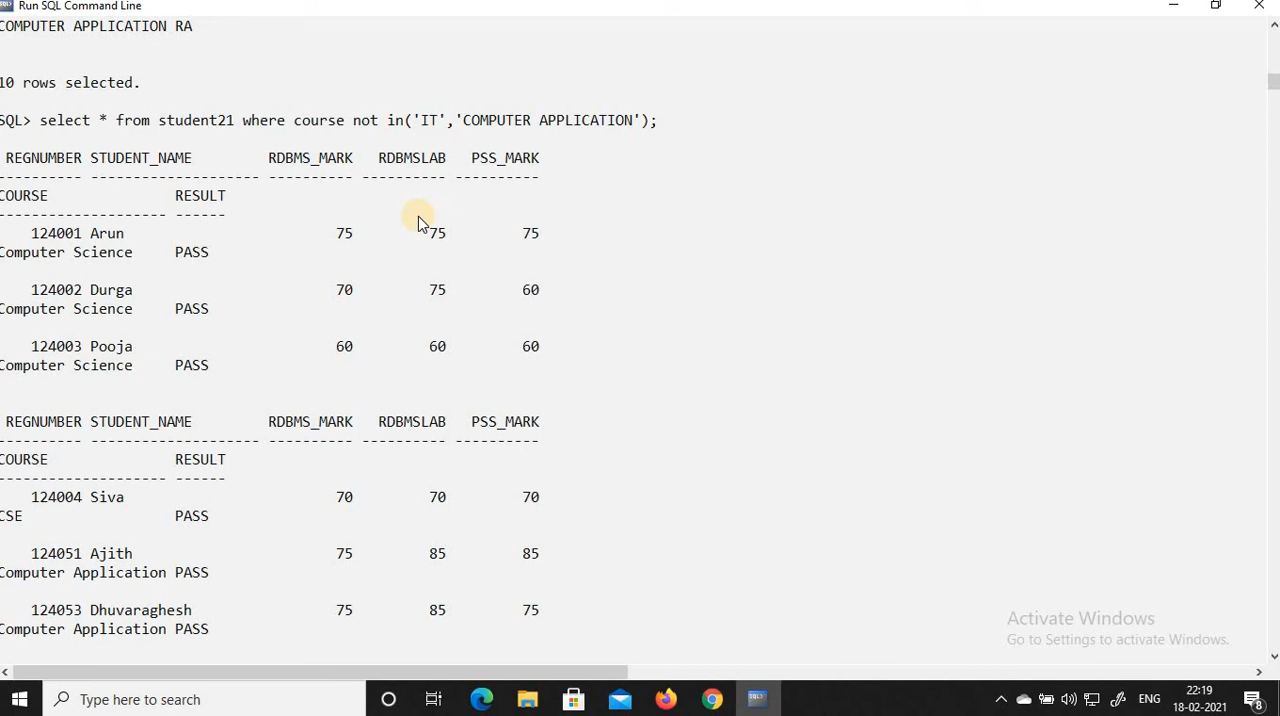 Run SQL Command Line
COMPUTER APPLICATION RA
10 rows selected.
SQL> select * from student21 where course not in('IT','COMPUTER APPLICATION');
REGNUMBER STUDENT_NAME RDBMS_MARK RDBMSLAB PSS_MARK
---------- -------------------- ---------- ---------- ----------
COURSE RESULT
-------------------- ------
124001 Arun 75 75 75
Computer Science PASS
124002 Durga 70 75 60
Computer Science PASS
124003 Pooja 60 60 60
Computer Science PASS
REGNUMBER STUDENT_NAME RDBMS_MARK RDBMSLAB PSS_MARK
---------- -------------------- ---------- ---------- ----------
COURSE RESULT
-------------------- ------
124004 Siva 70 70 70
CSE PASS
124051 Ajith 75 85 85
Computer Application PASS
124053 Dhuvaraghesh 75 85 75
Computer Application PASS
Activate Windows
Go to Settings to activate Windows.
Type here to search
SQL>
ENG
22:19
18-02-2021
8